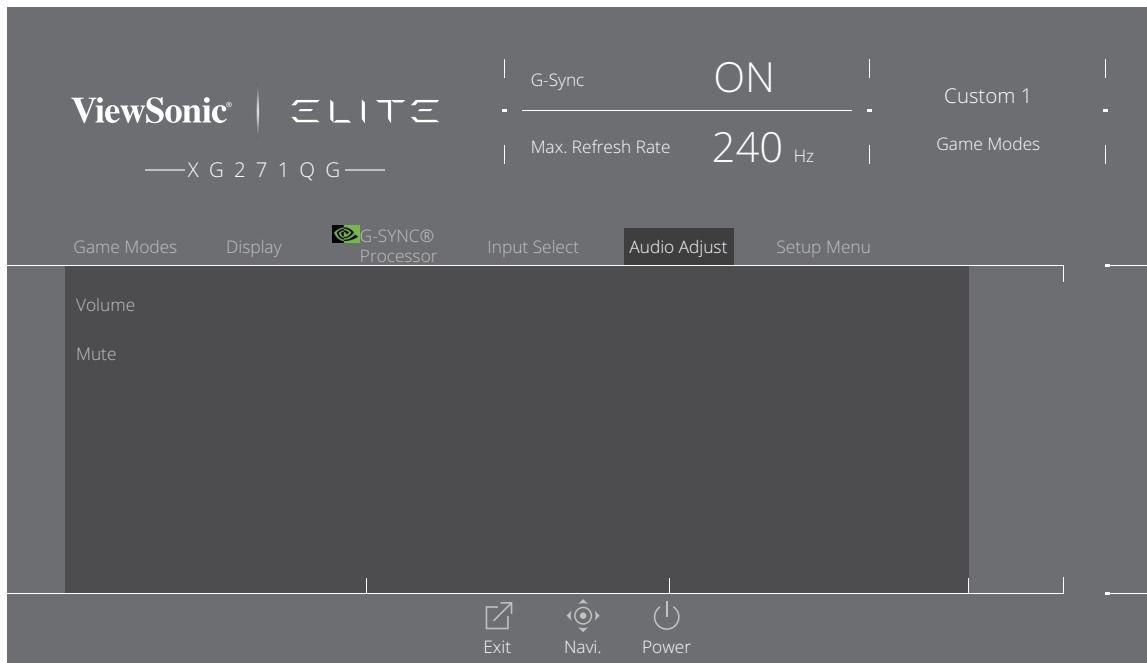 ViewSonic®
ELITE
XG271QG
G-Sync ON
Max. Refresh Rate 240 Hz
Custom 1
Game Modes
Game Modes Display G-SYNC® Processor Input Select Audio Adjust Setup Menu
Volume
Mute
Exit Navi. Power